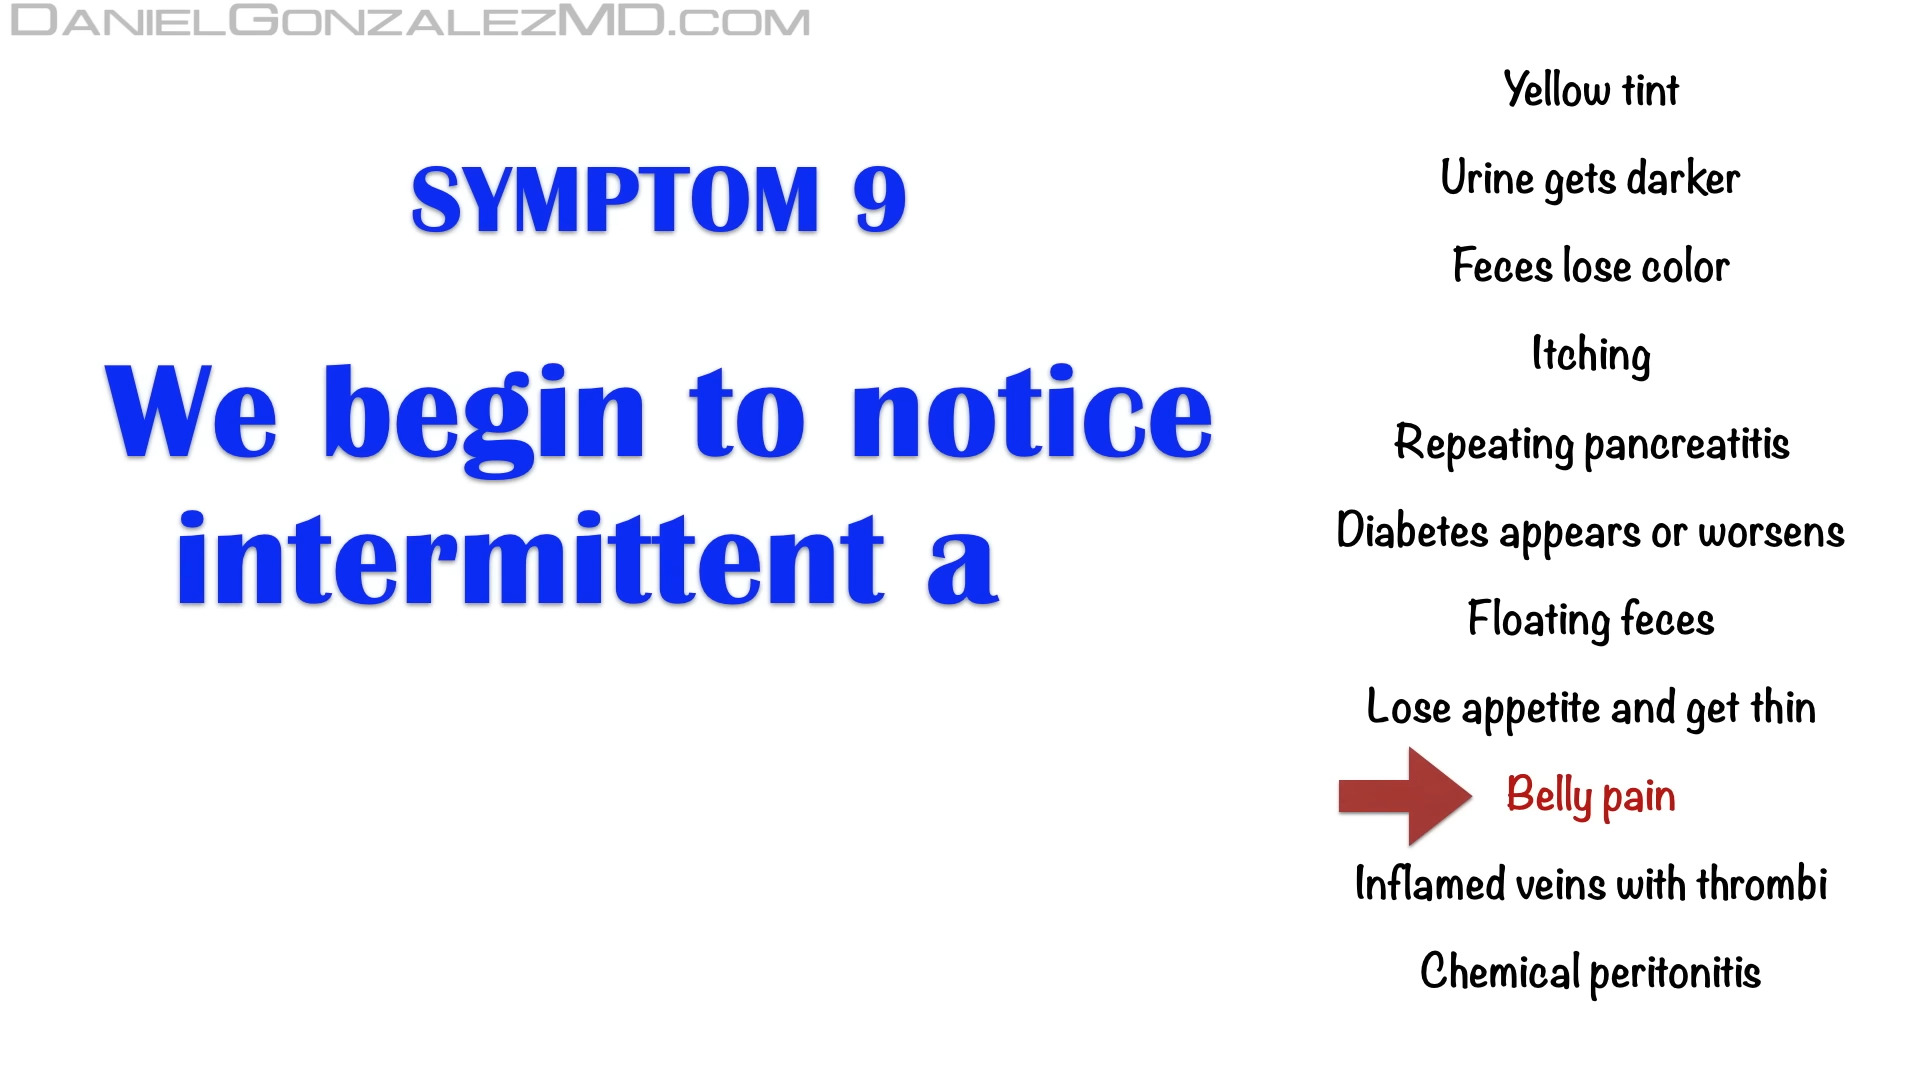 DANIELGONZALEZMD.COM
SYMPTOM 9
We begin to notice
intermittent a
Yellow tint
Urine gets darker
Feces lose color
Itching
Repeating pancreatitis
Diabetes appears or worsens
Floating feces
Lose appetite and get thin
Belly pain
Inflamed veins with thrombi
Chemical peritonitis